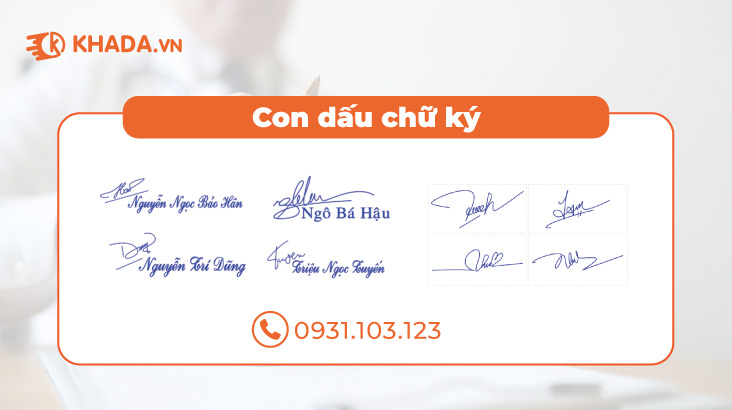 KHADA.VN
Con dấu chữ ký
Nguyễn Ngọc Bảo Hân
Ngô Bá Hậu
Nguyễn Trí Dũng
Triệu Ngọc Tuyến
0931.103.123